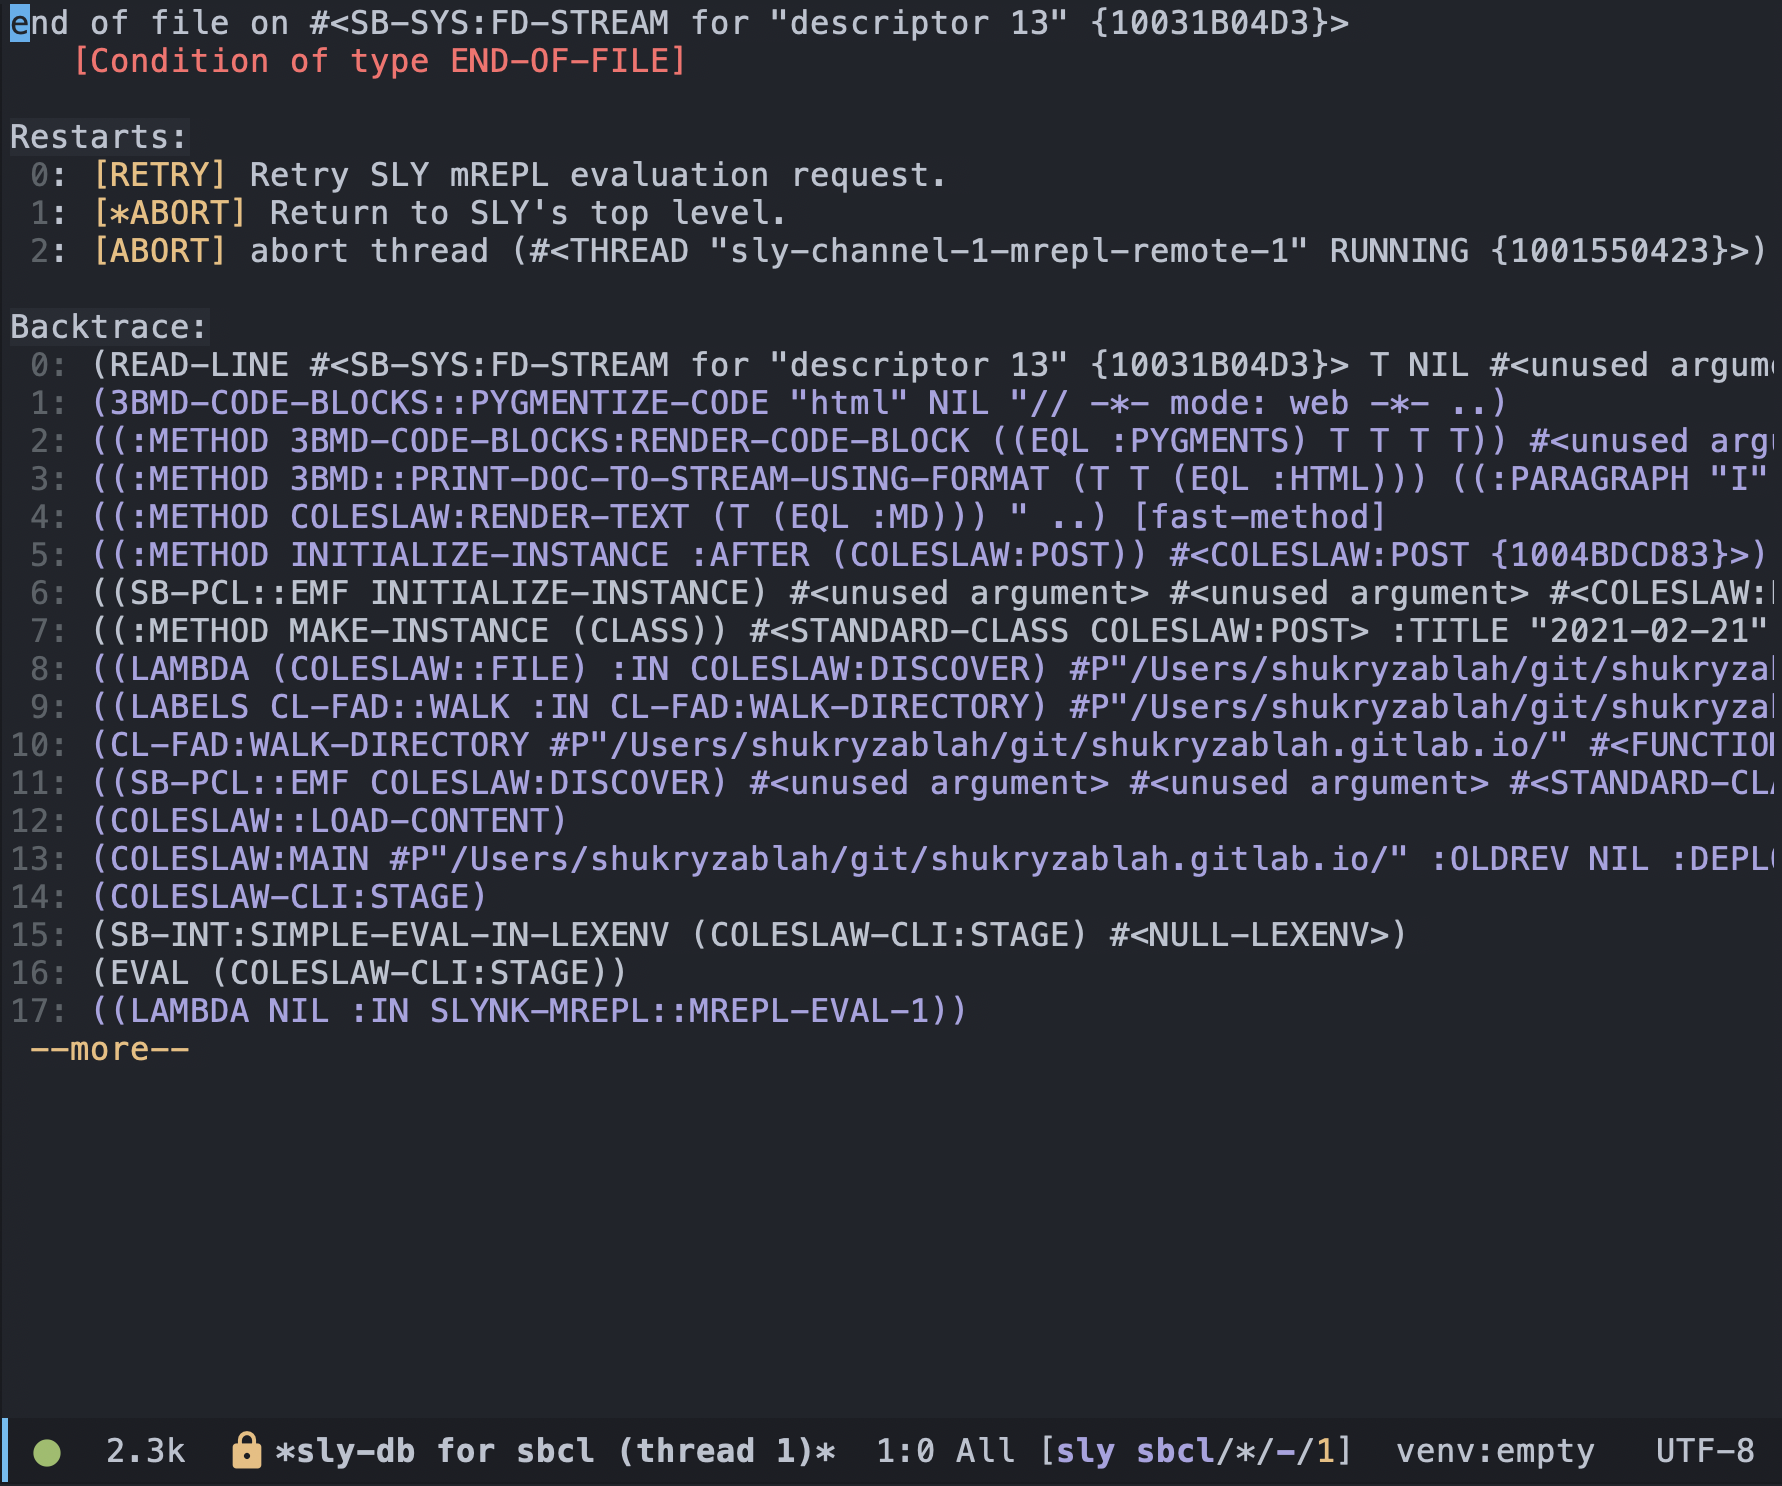 end of file on #<SB-SYS:FD-STREAM for "descriptor 13" {10031B04D3}>
[Condition of type END-OF-FILE]
Restarts:
0: [RETRY] Retry SLY mREPL evaluation request.
1: [*ABORT] Return to SLY's top level.
2: [ABORT] abort thread (#<THREAD "sly-channel-1-mrepl-remote-1" RUNNING {1001550423}>)
Backtrace:
0: (READ-LINE #<SB-SYS:FD-STREAM for "descriptor 13" {10031B04D3}> T NIL #<unused argum
1: (3BMD-CODE-BLOCKS::PYGMENTIZE-CODE "html" NIL "// -*- mode: web -*- ..)
2: ((:METHOD 3BMD-CODE-BLOCKS:RENDER-CODE-BLOCK ((EQL :PYGMENTS) T T T T)) #<unused arg
3: ((:METHOD 3BMD::PRINT-DOC-TO-STREAM-USING-FORMAT (T T (EQL :HTML))) ((:PARAGRAPH "I"
4: ((:METHOD COLESLAW:RENDER-TEXT (T (EQL :MD))) " ..) [fast-method]
5: ((:METHOD INITIALIZE-INSTANCE :AFTER (COLESLAW:POST)) #<COLESLAW:POST {1004BDCD83}>)
6: ((SB-PCL::EMF INITIALIZE-INSTANCE) #<unused argument> #<unused argument> #<COLESLAW:
7: ((:METHOD MAKE-INSTANCE (CLASS)) #<STANDARD-CLASS COLESLAW:POST> :TITLE "2021-02-21"
8: ((LAMBDA (COLESLAW::FILE) :IN COLESLAW:DISCOVER) #P"/Users/shukryzablah/git/shukryza
9: ((LABELS CL-FAD::WALK :IN CL-FAD:WALK-DIRECTORY) #P"/Users/shukryzablah/git/shukryza
10: (CL-FAD:WALK-DIRECTORY #P"/Users/shukryzablah/git/shukryzablah.gitlab.io/" #<FUNCTION
11: ((SB-PCL::EMF COLESLAW:DISCOVER) #<unused argument> #<unused argument> #<STANDARD-CLA
12: (COLESLAW::LOAD-CONTENT)
13: (COLESLAW:MAIN #P"/Users/shukryzablah/git/shukryzablah.gitlab.io/" :OLDREV NIL :DEPLO
14: (COLESLAW-CLI:STAGE)
15: (SB-INT:SIMPLE-EVAL-IN-LEXENV (COLESLAW-CLI:STAGE) #<NULL-LEXENV>)
16: (EVAL (COLESLAW-CLI:STAGE))
17: ((LAMBDA NIL :IN SLYNK-MREPL::MREPL-EVAL-1))
--more--
2.3k *sly-db for sbcl (thread 1)* 1:0 All [sly sbcl/*/-/1] venv:empty UTF-8